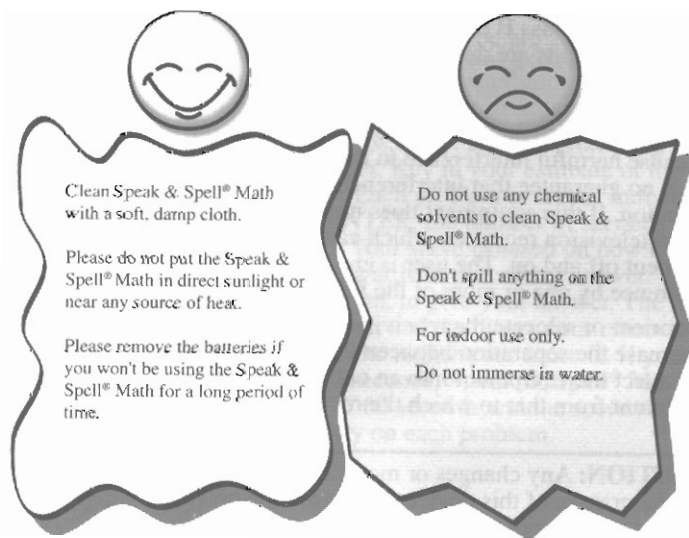 Clean Speak & Spell® Math
with a soft, damp cloth.
Please do not put the Speak &
Spell® Math in direct sunlight or
near any source of heat.
Please remove the batteries if
you won't be using the Speak &
Spell® Math for a long period of
time.
Do not use any chemical
solvents to clean Speak &
Spell® Math.
Don't spill anything on the
Speak & Spell® Math.
For indoor use only.
Do not immerse in water.